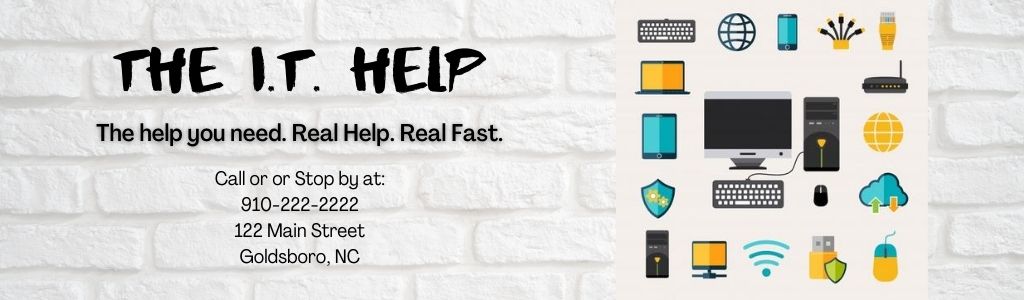 THE I.T. HELP
The help you need. Real Help. Real Fast.
Call or or Stop by at:
910-222-2222
122 Main Street
Goldsboro, NC